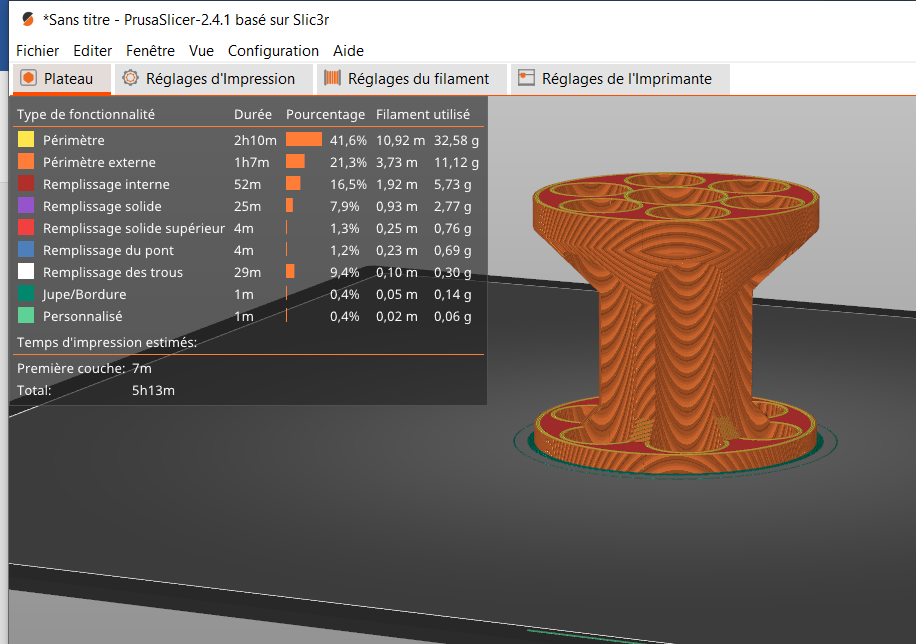 *Sans titre - PrusaSlicer-2.4.1 basé sur Slic3r
Fichier Editer Fenêtre Vue Configuration Aide
Plateau Réglages d'Impression Réglages du filament Réglages de l'Imprimante
Type de fonctionnalité Durée Pourcentage Filament utilisé
Périmètre 2h10m 41,6% 10,92 m 32,58 g
Périmètre externe 1h7m 21,3% 3,73 m 11,12 g
Remplissage interne 52m 16,5% 1,92 m 5,73 g
Remplissage solide 25m 7,9% 0,93 m 2,77 g
Remplissage solide supérieur 4m 1,3% 0,25 m 0,76 g
Remplissage du pont 4m 1,2% 0,23 m 0,69 g
Remplissage des trous 29m 9,4% 0,10 m 0,30 g
Jupe/Bordure 1m 0,4% 0,05 m 0,14 g
Personnalisé 1m 0,4% 0,02 m 0,06 g
Temps d'impression estimés:
Première couche: 7m
Total: 5h13m